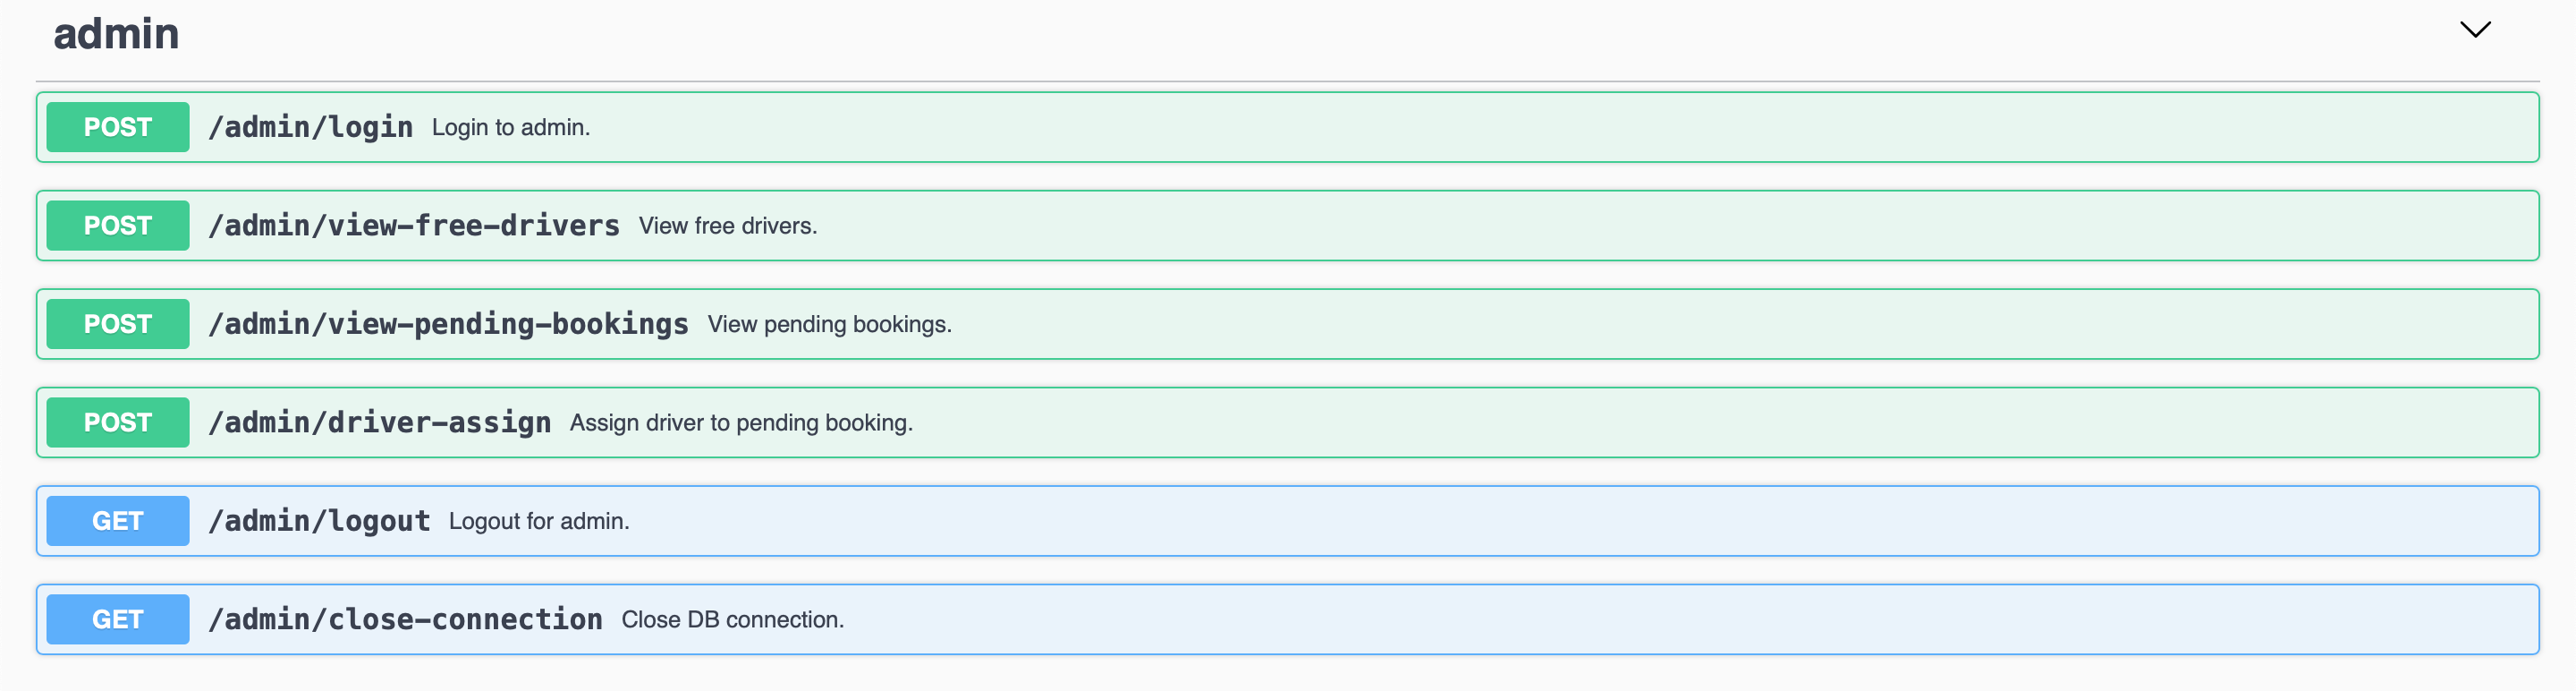 admin
POST /admin/login Login to admin.
POST /admin/view-free-drivers View free drivers.
POST /admin/view-pending-bookings View pending bookings.
POST /admin/driver-assign Assign driver to pending booking.
GET /admin/logout Logout for admin.
GET /admin/close-connection Close DB connection.